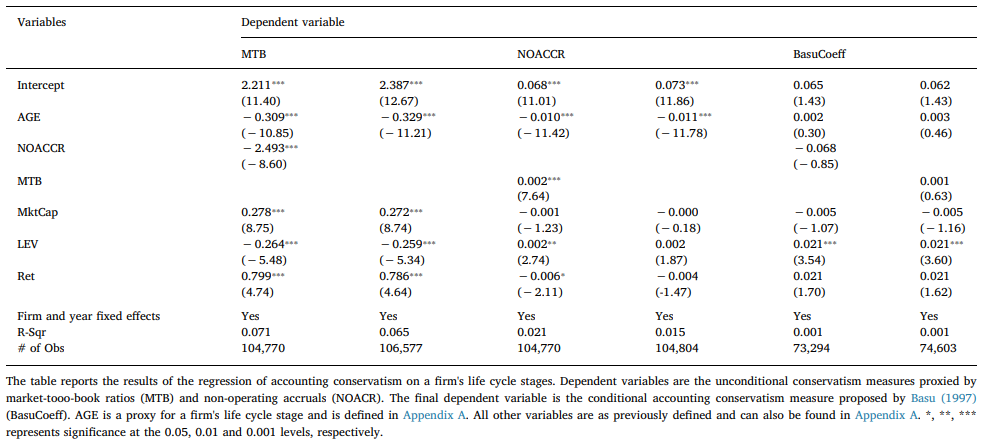 Variables Dependent variable
MTB NOACCR BasuCoeff
Intercept 2.211*** 2.387*** 0.068*** 0.073*** 0.065 0.062
(11.40) (12.67) (11.01) (11.86) (1.43) (1.43)
AGE −0.309*** −0.329*** −0.010*** −0.011*** 0.002 0.003
(−10.85) (−11.21) (−11.42) (−11.78) (0.30) (0.46)
NOACCR −2.493*** −0.068
(−8.60) (−0.85)
MTB 0.002*** 0.001
(7.64) (0.63)
MktCap 0.278*** 0.272*** −0.001 −0.000 −0.005 −0.005
(8.75) (8.74) (−1.23) (−0.18) (−1.07) (−1.16)
LEV −0.264*** −0.259*** 0.002** 0.002 0.021*** 0.021***
(−5.48) (−5.34) (2.74) (1.87) (3.54) (3.60)
Ret 0.799*** 0.786*** −0.006* −0.004 0.021 0.021
(4.74) (4.64) (−2.11) (-1.47) (1.70) (1.62)
Firm and year fixed effects Yes Yes Yes Yes Yes Yes
R-Sqr 0.071 0.065 0.021 0.015 0.001 0.001
# of Obs 104,770 106,577 104,770 104,804 73,294 74,603
The table reports the results of the regression of accounting conservatism on a firm's life cycle stages. Dependent variables are the unconditional conservatism measures proxied by
market-tooo-book ratios (MTB) and non-operating accruals (NOACR). The final dependent variable is the conditional accounting conservatism measure proposed by Basu (1997)
(BasuCoeff). AGE is a proxy for a firm's life cycle stage and is defined in Appendix A. All other variables are as previously defined and can also be found in Appendix A. *, **, ***
represents significance at the 0.05, 0.01 and 0.001 levels, respectively.